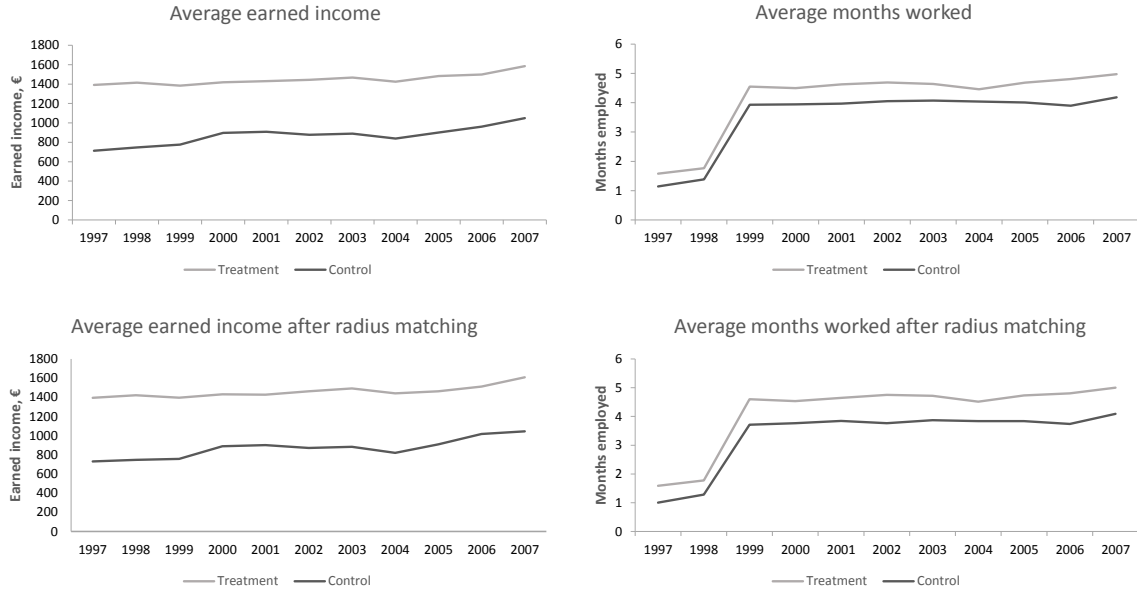 Average earned income
Earned income, €
1800
1600
1400
1200
1000
800
600
400
200
0
1997 1998 1999 2000 2001 2002 2003 2004 2005 2006 2007
Treatment Control
Average months worked
Months employed
6
5
4
3
2
1
0
1997 1998 1999 2000 2001 2002 2003 2004 2005 2006 2007
Treatment Control
Average earned income after radius matching
Earned income, €
1800
1600
1400
1200
1000
800
600
400
200
0
1997 1998 1999 2000 2001 2002 2003 2004 2005 2006 2007
Treatment Control
Average months worked after radius matching
Months employed
6
5
4
3
2
1
0
1997 1998 1999 2000 2001 2002 2003 2004 2005 2006 2007
Treatment Control